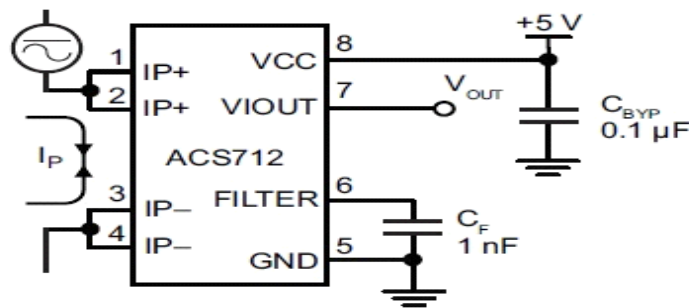 +5 V
1 IP+ VCC 8
2 IP+ VIOUT 7 VOUT
CBYP
0.1 µF
IP ACS712
3 IP– FILTER 6
4 IP– GND 5
CF
1 nF